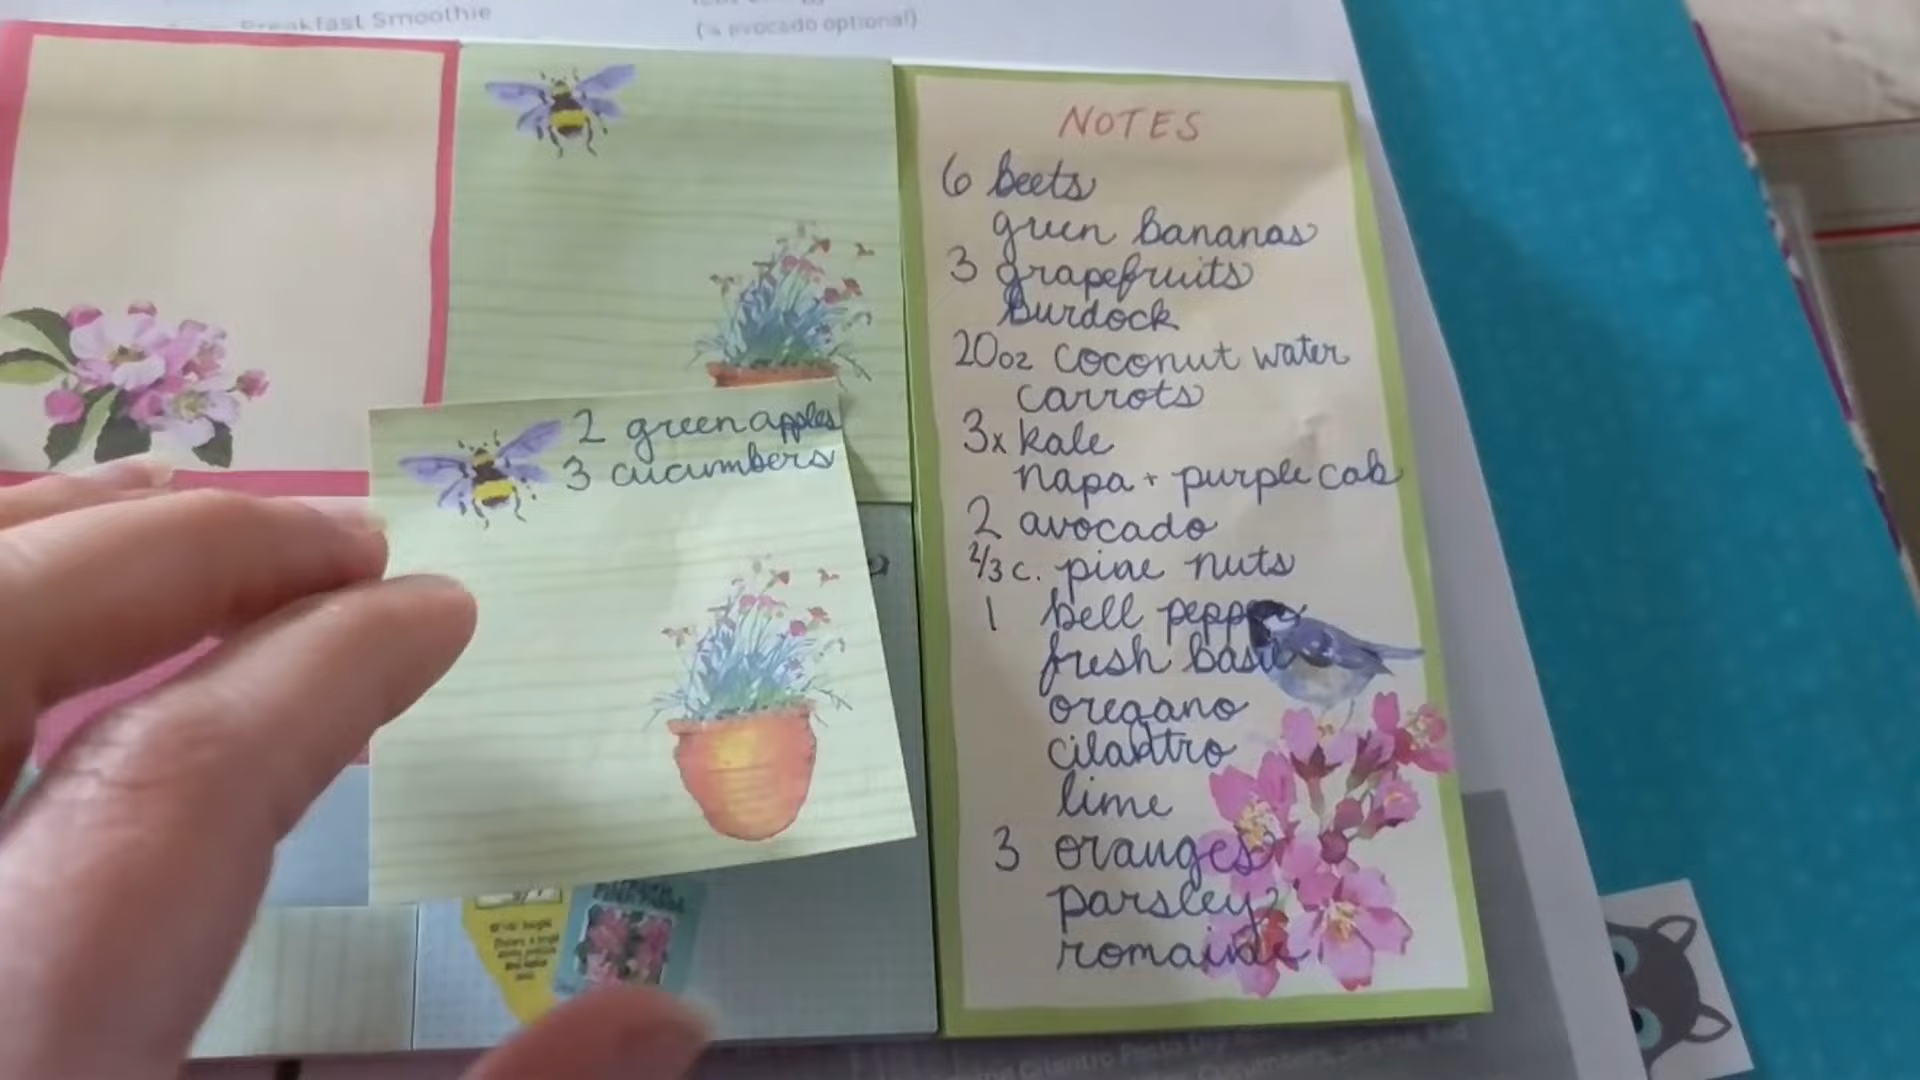 Breakfast Smoothie
avocado optional)
2 green apples
3 cucumbers
NOTES
6 beets
green bananas
3 grapefruits
burdock
20oz coconut water
carrots
3x kale
napa + purple cab
2 avocado
2/3 c. pine nuts
1 bell pepper
fresh basil
oregano
cilantro
lime
3 oranges
parsley
romaine
Cilantro
Cucumbers,